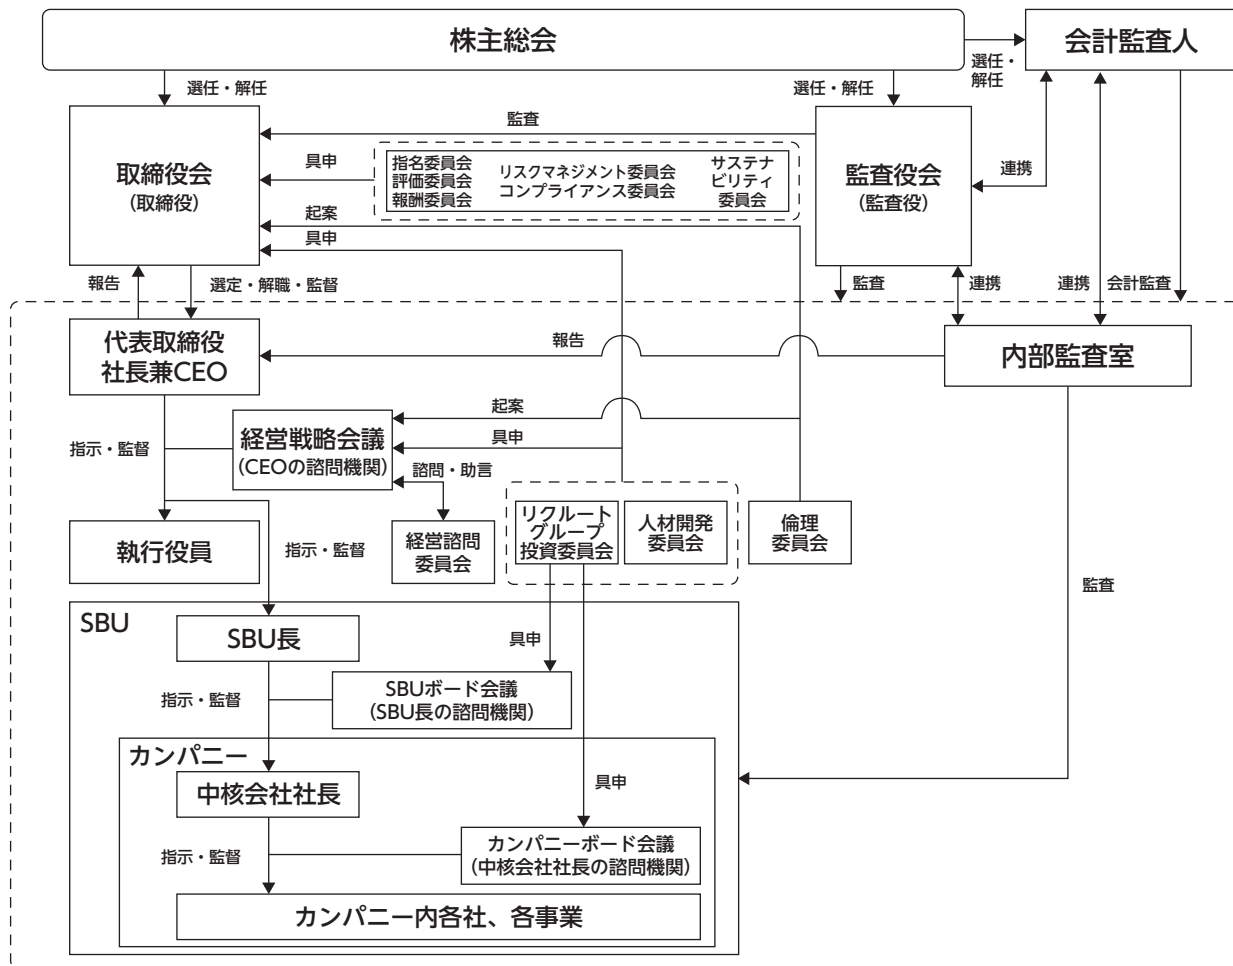 株主総会
会計監査人
選任・解任
選任・解任
選任・
解任
取締役会
(取締役)
監査
具申
指名委員会
評価委員会
報酬委員会
リスクマネジメント委員会
コンプライアンス委員会
サステナ
ビリティ
委員会
監査役会
(監査役)
連携
起案
具申
報告
選定・解職・監督
監査
連携
連携
会計監査
代表取締役
社長兼CEO
報告
内部監査室
指示・監督
経営戦略会議
(CEOの諮問機関)
起案
具申
諮問・助言
執行役員
指示・監督
経営諮問
委員会
リクルート
グループ
投資委員会
人材開発
委員会
倫理
委員会
監査
SBU
SBU長
具申
指示・監督
SBUボード会議
(SBU長の諮問機関)
カンパニー
中核会社社長
具申
指示・監督
カンパニーボード会議
(中核会社社長の諮問機関)
カンパニー内各社、各事業